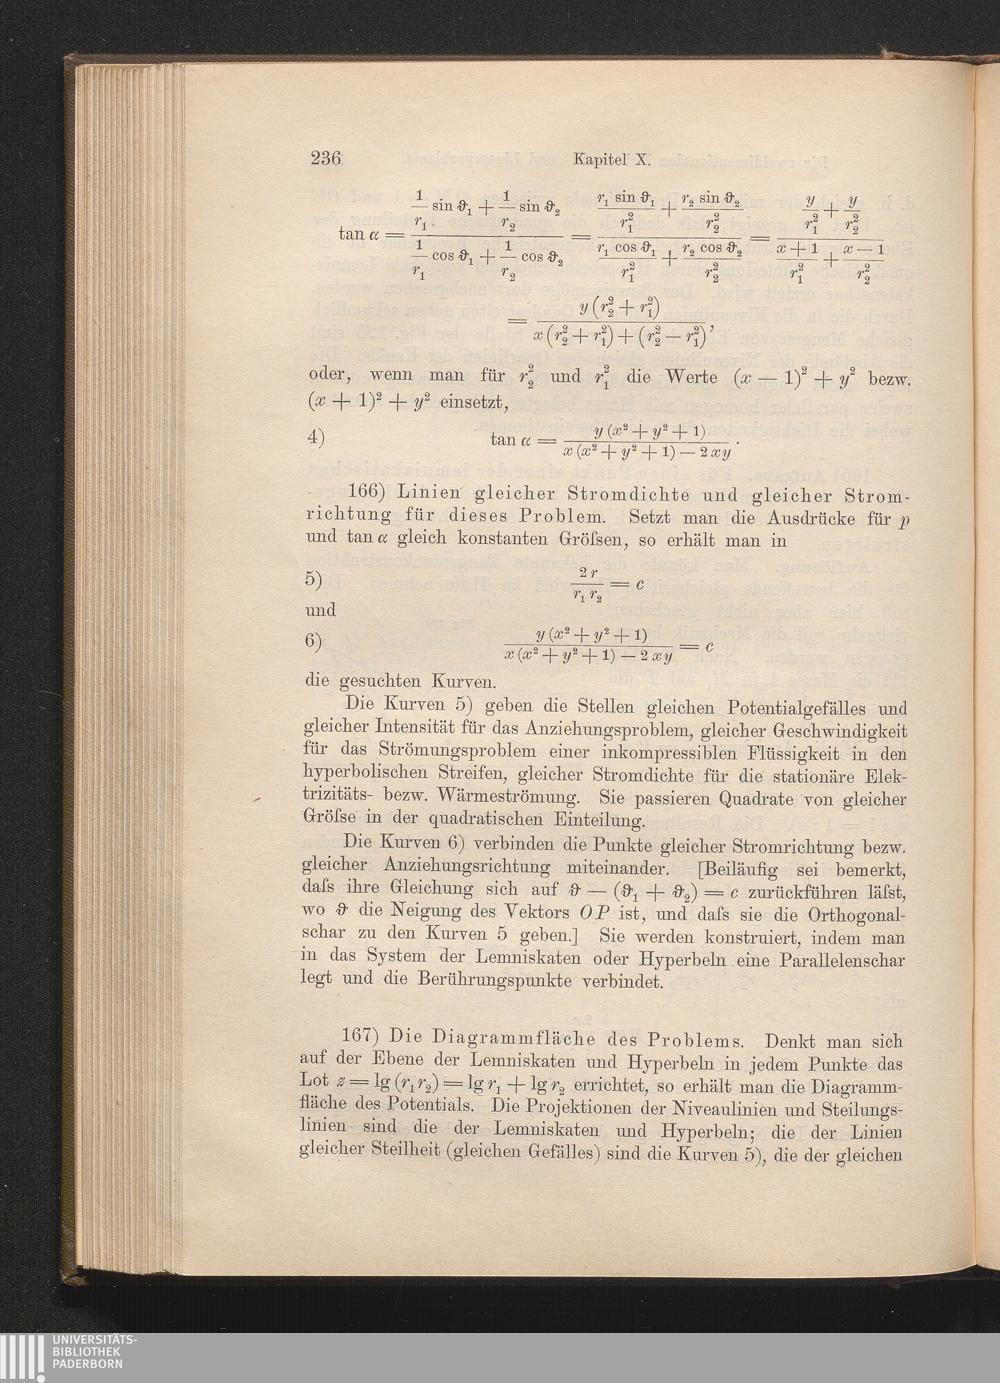 236 Kapitel X.
tan α = (1/r₁ sin ϑ₁ + 1/r₂ sin ϑ₂)/(1/r₁ cos ϑ₁ + 1/r₂ cos ϑ₂) = (r₁ sin ϑ₁/r₁² + r₂ sin ϑ₂/r₂²)/(r₁ cos ϑ₁/r₁² + r₂ cos ϑ₂/r₂²) = (y/r₁² + y/r₂²)/((x + 1)/r₁² + (x — 1)/r₂²)
= y(r₂² + r₁²)/(x(r₂² + r₁²) + (r₂² — r₁²)),
oder, wenn man für r₂² und r₁² die Werte (x — 1)² + y² bezw.
(x + 1)² + y² einsetzt,
4) tan α = y(x² + y² + 1)/(x(x² + y² + 1) — 2xy).
166) Linien gleicher Stromdichte und gleicher Strom-
richtung für dieses Problem. Setzt man die Ausdrücke für p
und tan α gleich konstanten Gröſsen, so erhält man in
5) 2r/(r₁ r₂) = c
und
6) y(x² + y² + 1)/(x(x² + y² + 1) — 2xy) = c
die gesuchten Kurven.
Die Kurven 5) geben die Stellen gleichen Potentialgefälles und
gleicher Intensität für das Anziehungsproblem, gleicher Geschwindigkeit
für das Strömungsproblem einer inkompressiblen Flüssigkeit in den
hyperbolischen Streifen, gleicher Stromdichte für die stationäre Elek-
trizitäts- bezw. Wärmeströmung. Sie passieren Quadrate von gleicher
Gröſse in der quadratischen Einteilung.
Die Kurven 6) verbinden die Punkte gleicher Stromrichtung bezw.
gleicher Anziehungsrichtung miteinander. [Beiläufig sei bemerkt,
daſs ihre Gleichung sich auf ϑ — (ϑ₁ + ϑ₂) = c zurückführen läſst,
wo ϑ die Neigung des Vektors OP ist, und daſs sie die Orthogonal-
schar zu den Kurven 5 geben.] Sie werden konstruiert, indem man
in das System der Lemniskaten oder Hyperbeln eine Parallelenschar
legt und die Berührungspunkte verbindet.
167) Die Diagrammfläche des Problems. Denkt man sich
auf der Ebene der Lemniskaten und Hyperbeln in jedem Punkte das
Lot z = lg (r₁r₂) = lg r₁ + lg r₂ errichtet, so erhält man die Diagramm-
fläche des Potentials. Die Projektionen der Niveaulinien und Steilungs-
linien sind die der Lemniskaten und Hyperbeln; die der Linien
gleicher Steilheit (gleichen Gefälles) sind die Kurven 5), die der gleichen
UNIVERSITÄTS-
BIBLIOTHEK
PADERBORN